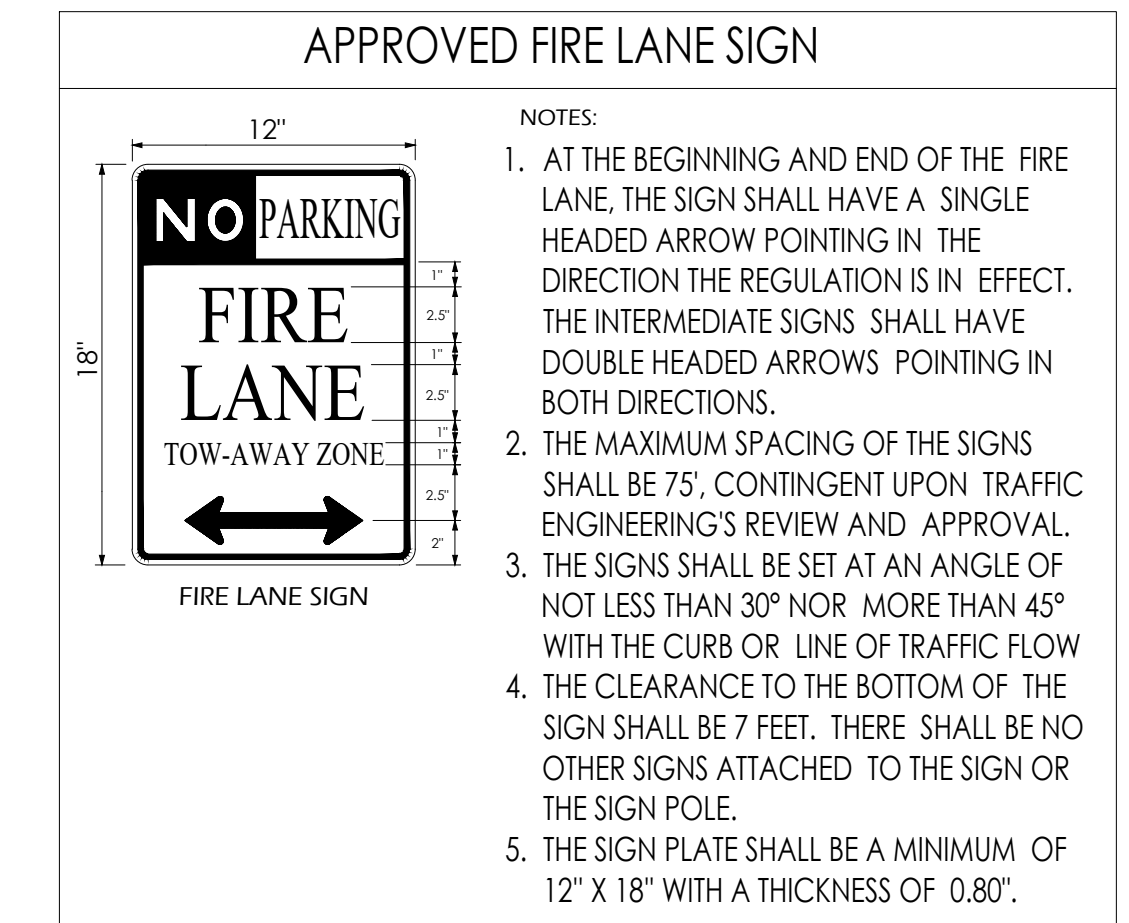 APPROVED FIRE LANE SIGN
12"
18"
NO PARKING
FIRE
LANE
TOW-AWAY ZONE
1"
2.5"
1"
2.5"
1"
1"
2.5"
2"
FIRE LANE SIGN
NOTES:
1. AT THE BEGINNING AND END OF THE FIRE
LANE, THE SIGN SHALL HAVE A SINGLE
HEADED ARROW POINTING IN THE
DIRECTION THE REGULATION IS IN EFFECT.
THE INTERMEDIATE SIGNS SHALL HAVE
DOUBLE HEADED ARROWS POINTING IN
BOTH DIRECTIONS.
2. THE MAXIMUM SPACING OF THE SIGNS
SHALL BE 75', CONTINGENT UPON TRAFFIC
ENGINEERING'S REVIEW AND APPROVAL.
3. THE SIGNS SHALL BE SET AT AN ANGLE OF
NOT LESS THAN 30° NOR MORE THAN 45°
WITH THE CURB OR LINE OF TRAFFIC FLOW
4. THE CLEARANCE TO THE BOTTOM OF THE
SIGN SHALL BE 7 FEET. THERE SHALL BE NO
OTHER SIGNS ATTACHED TO THE SIGN OR
THE SIGN POLE.
5. THE SIGN PLATE SHALL BE A MINIMUM OF
12" X 18" WITH A THICKNESS OF 0.80".